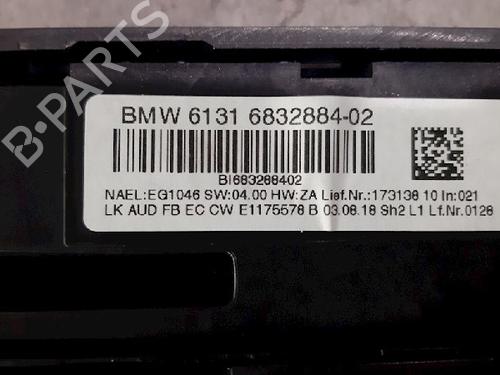 B-PARTS
BMW 6131 6832884-02
BI683288402
NAEL:EG1046 SW:04.00 HW:ZA Lief.Nr.:173138 10 In:021
LK AUD FB EC CW E1175578 B 03.08.18 Sh2 L1 Lf.Nr.0128